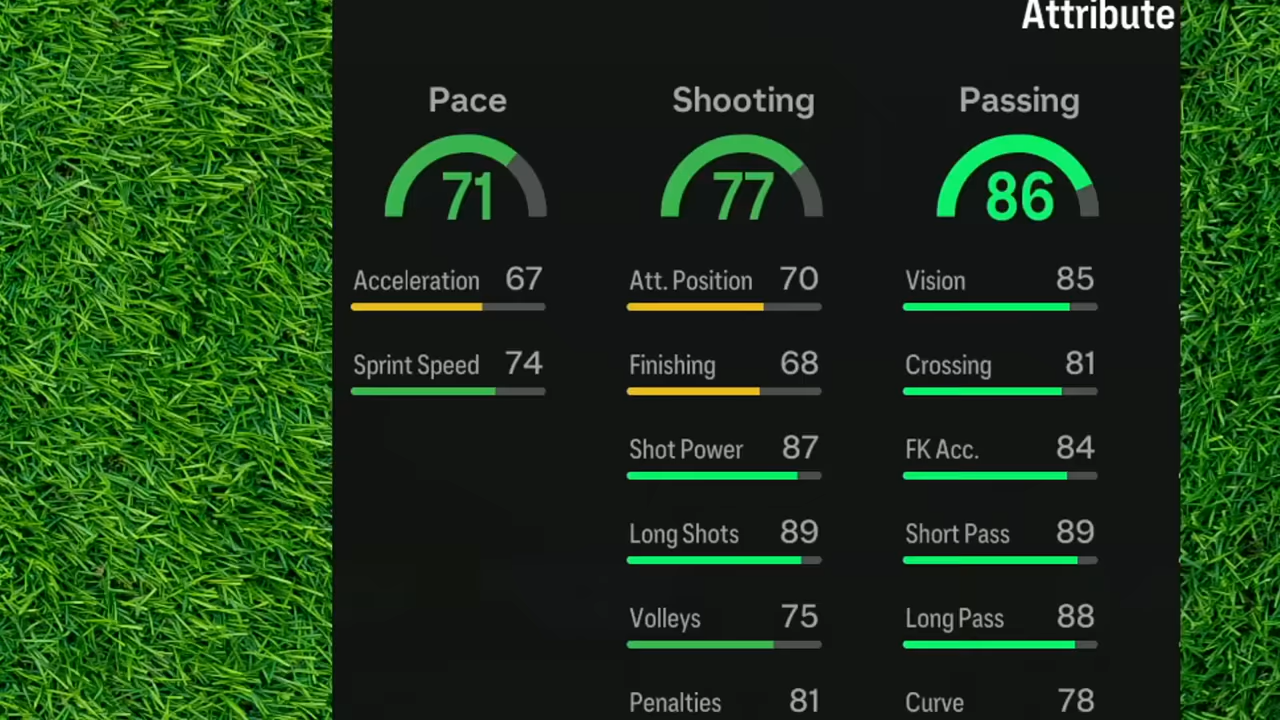 Attribute
Pace Shooting Passing
71 77 86
Acceleration 67 Att. Position 70 Vision 85
Sprint Speed 74 Finishing 68 Crossing 81
Shot Power 87 FK Acc. 84
Long Shots 89 Short Pass 89
Volleys 75 Long Pass 88
Penalties 81 Curve 78